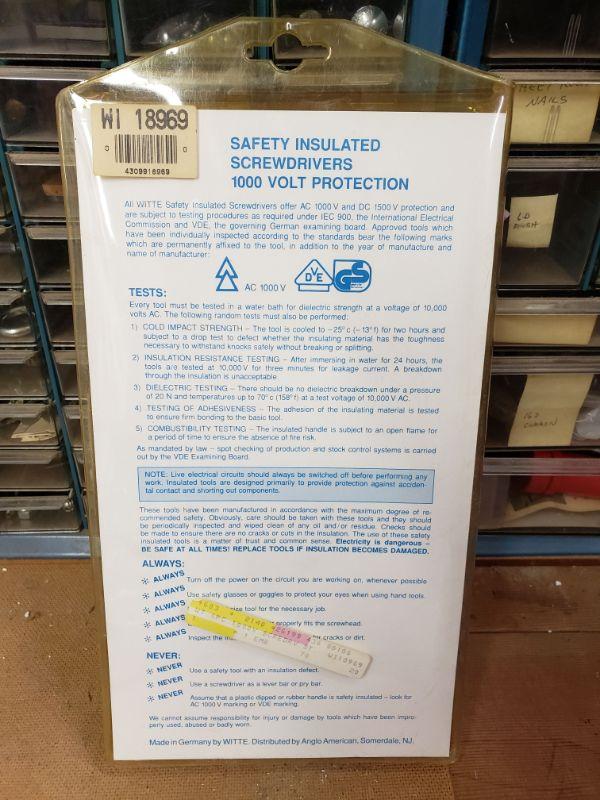 NAILS
WI 18969
4309918969
SAFETY INSULATED
SCREWDRIVERS
1000 VOLT PROTECTION
All WITTE Safety Insulated Screwdrivers offer AC 1000 V and DC 1500 V protection and
are subject to testing procedures as required under IEC 900, the International Electrical
Commission and VDE, the governing German examining board. Approved tools which
have been individually inspected according to the standards bear the following marks
which are permanently affixed to the tool, in addition to the year of manufacture and
name of manufacturer:
AC 1000 V
DVE
GS
TESTS:
Every tool must be tested in a water bath for dielectric strength at a voltage of 10,000
volts AC. The following random tests must also be performed:
1) COLD IMPACT STRENGTH – The tool is cooled to –25° c (–13° f) for two hours and
subject to a drop test to defect whether the insulating material has the toughness
necessary to withstand knocks safely without breaking or splitting.
2) INSULATION RESISTANCE TESTING – After immersing in water for 24 hours, the
tools are tested at 10,000 V for three minutes for leakage current. A breakdown
through the insulation is unacceptable.
3) DIELECTRIC TESTING – There should be no dielectric breakdown under a pressure
of 20 N and temperatures up to 70° c (158° f) at a test voltage of 10,000 V AC.
4) TESTING OF ADHESIVENESS – The adhesion of the insulating material is tested
to ensure firm bonding to the basic tool.
5) COMBUSTIBILITY TESTING – The insulated handle is subject to an open flame for
a period of time to ensure the absence of fire risk.
As mandated by law – spot checking of production and stock control systems is carried
out by the VDE Examining Board.
NOTE: Live electrical circuits should always be switched off before performing any
work. Insulated tools are designed primarily to provide protection against acciden-
tal contact and shorting out components.
These tools have been manufactured in accordance with the maximum degree of re-
commended safety. Obviously, care should be taken with these tools and they should
be periodically inspected and wiped clean of any oil and/or residue. Checks should
be made to ensure there are no cracks or cuts in the insulation. The use of these safety
insulated tools is a matter of trust and common sense. Electricity is dangerous –
BE SAFE AT ALL TIMES! REPLACE TOOLS IF INSULATION BECOMES DAMAGED.
ALWAYS:
* ALWAYS Turn off the power on the circuit you are working on, whenever possible
* ALWAYS Use safety glasses or goggles to protect your eyes when using hand tools.
* ALWAYS size tool for the necessary job.
* ALWAYS properly fits the screwhead.
* ALWAYS Inspect the cracks or dirt.
WI18969
NEVER:
* NEVER Use a safety tool with an insulation defect.
* NEVER Use a screwdriver as a lever bar or pry bar.
* NEVER Assume that a plastic dipped or rubber handle is safety insulated – look for
AC 1000 V marking or VDE marking.
We cannot assume responsibility for injury or damage by tools which have been impro-
perly used, abused or badly worn.
Made in Germany by WITTE. Distributed by Anglo American, Somerdale, NJ.